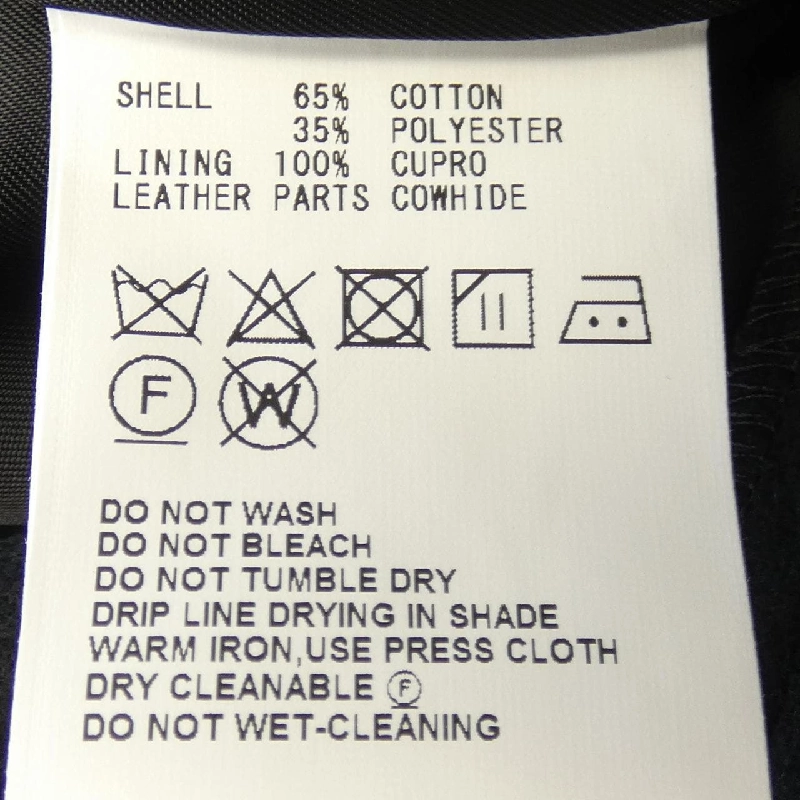 SHELL 65% COTTON
35% POLYESTER
LINING 100% CUPRO
LEATHER PARTS COWHIDE
F W
DO NOT WASH
DO NOT BLEACH
DO NOT TUMBLE DRY
DRIP LINE DRYING IN SHADE
WARM IRON,USE PRESS CLOTH
DRY CLEANABLE Ⓕ
DO NOT WET-CLEANING